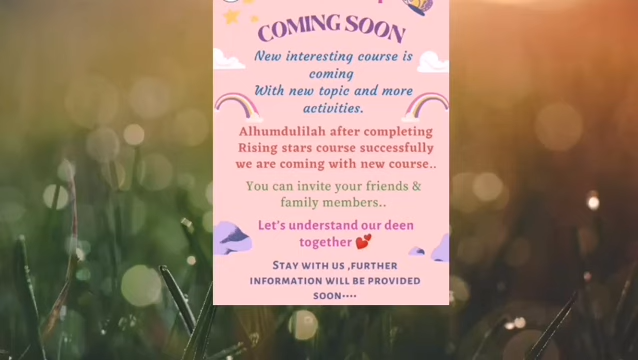 COMING SOON
New interesting course is
coming
With new topic and more
activities.
Alhumdulilah after completing
Rising stars course successfully
we are coming with new course..
You can invite your friends &
family members..
Let's understand our deen
together
STAY WITH US ,FURTHER
INFORMATION WILL BE PROVIDED
SOON....